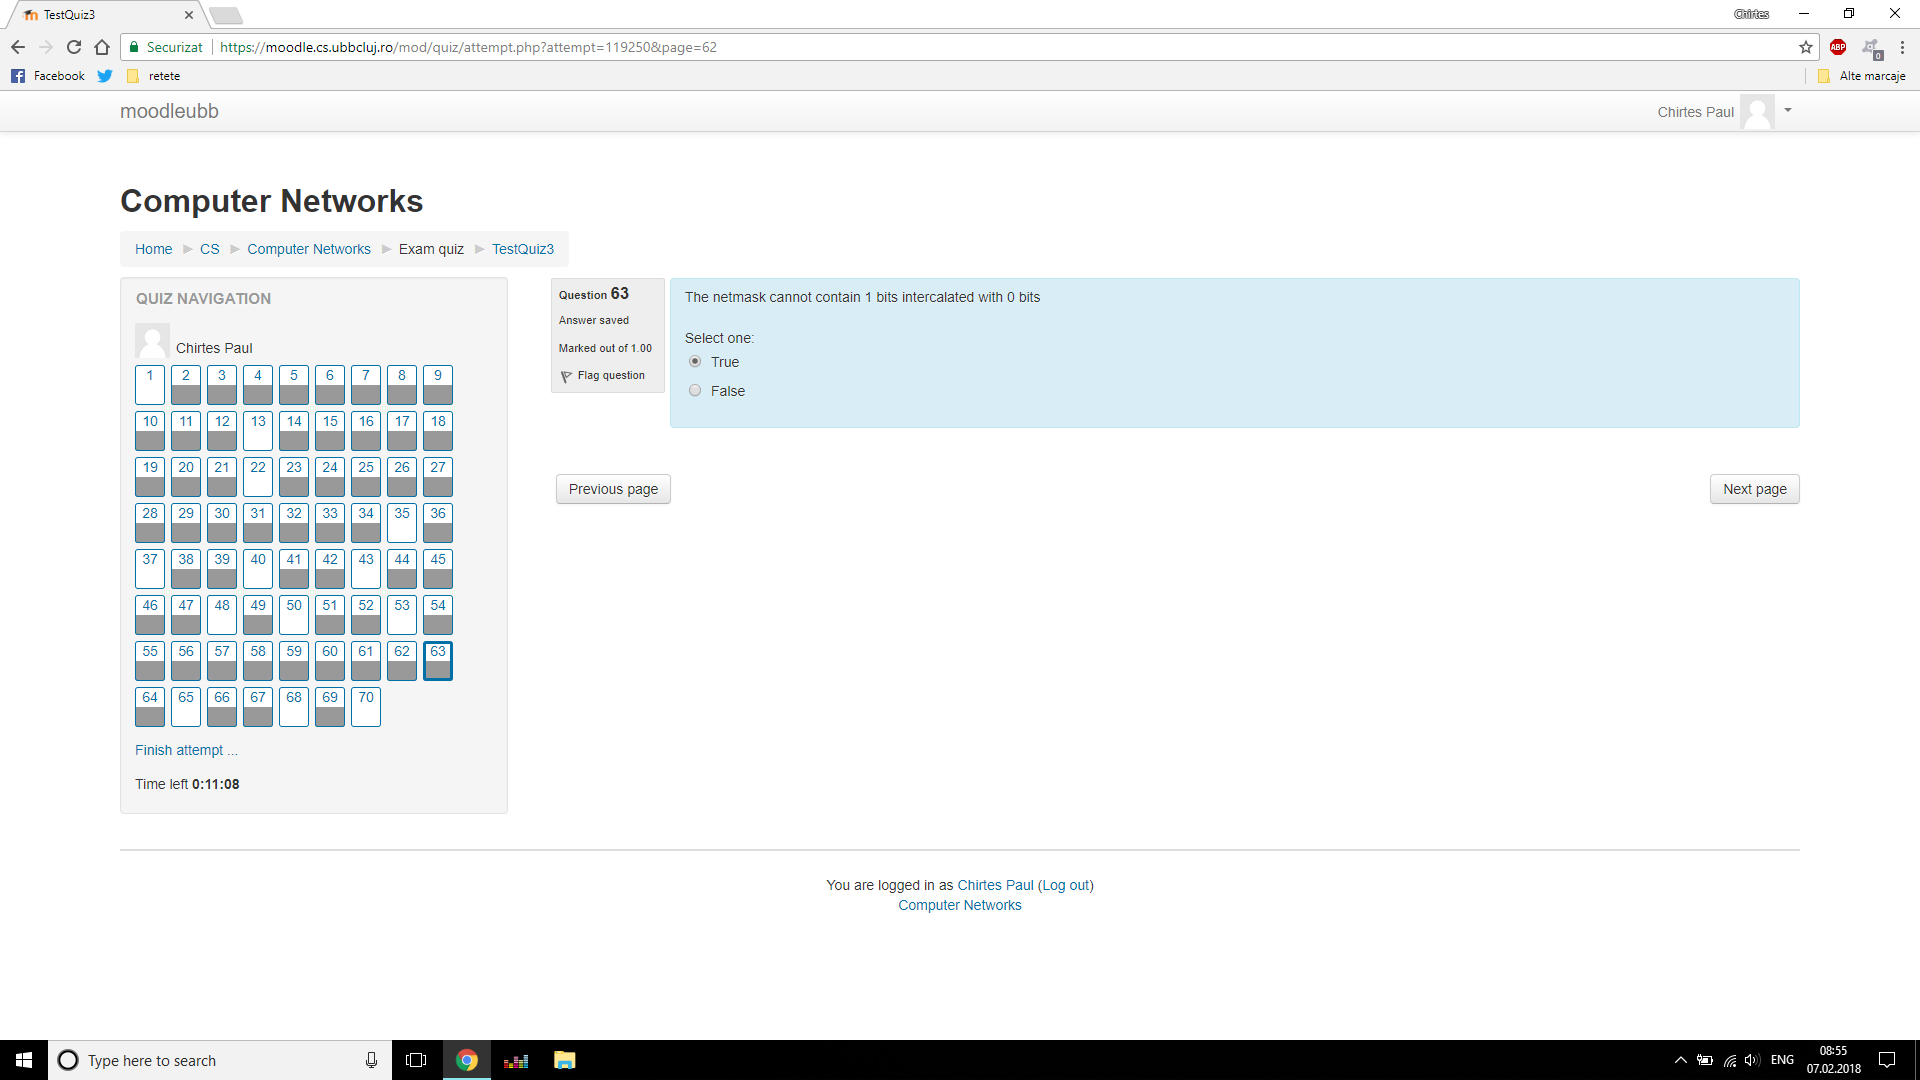 TestQuiz3
Chirtes
Securizat
https://moodle.cs.ubbcluj.ro/mod/quiz/attempt.php?attempt=119250&page=62
ABP
0
Facebook
retete
Alte marcaje
moodleubb
Chirtes Paul
Computer Networks
Home ► CS ► Computer Networks ► Exam quiz ► TestQuiz3
QUIZ NAVIGATION
Chirtes Paul
1 2 3 4 5 6 7 8 9
10 11 12 13 14 15 16 17 18
19 20 21 22 23 24 25 26 27
28 29 30 31 32 33 34 35 36
37 38 39 40 41 42 43 44 45
46 47 48 49 50 51 52 53 54
55 56 57 58 59 60 61 62 63
64 65 66 67 68 69 70
Finish attempt ...
Time left 0:11:08
Question 63
Answer saved
Marked out of 1.00
Flag question
The netmask cannot contain 1 bits intercalated with 0 bits
Select one:
True
False
Previous page
Next page
You are logged in as Chirtes Paul (Log out)
Computer Networks
Type here to search
ENG
08:55
07.02.2018